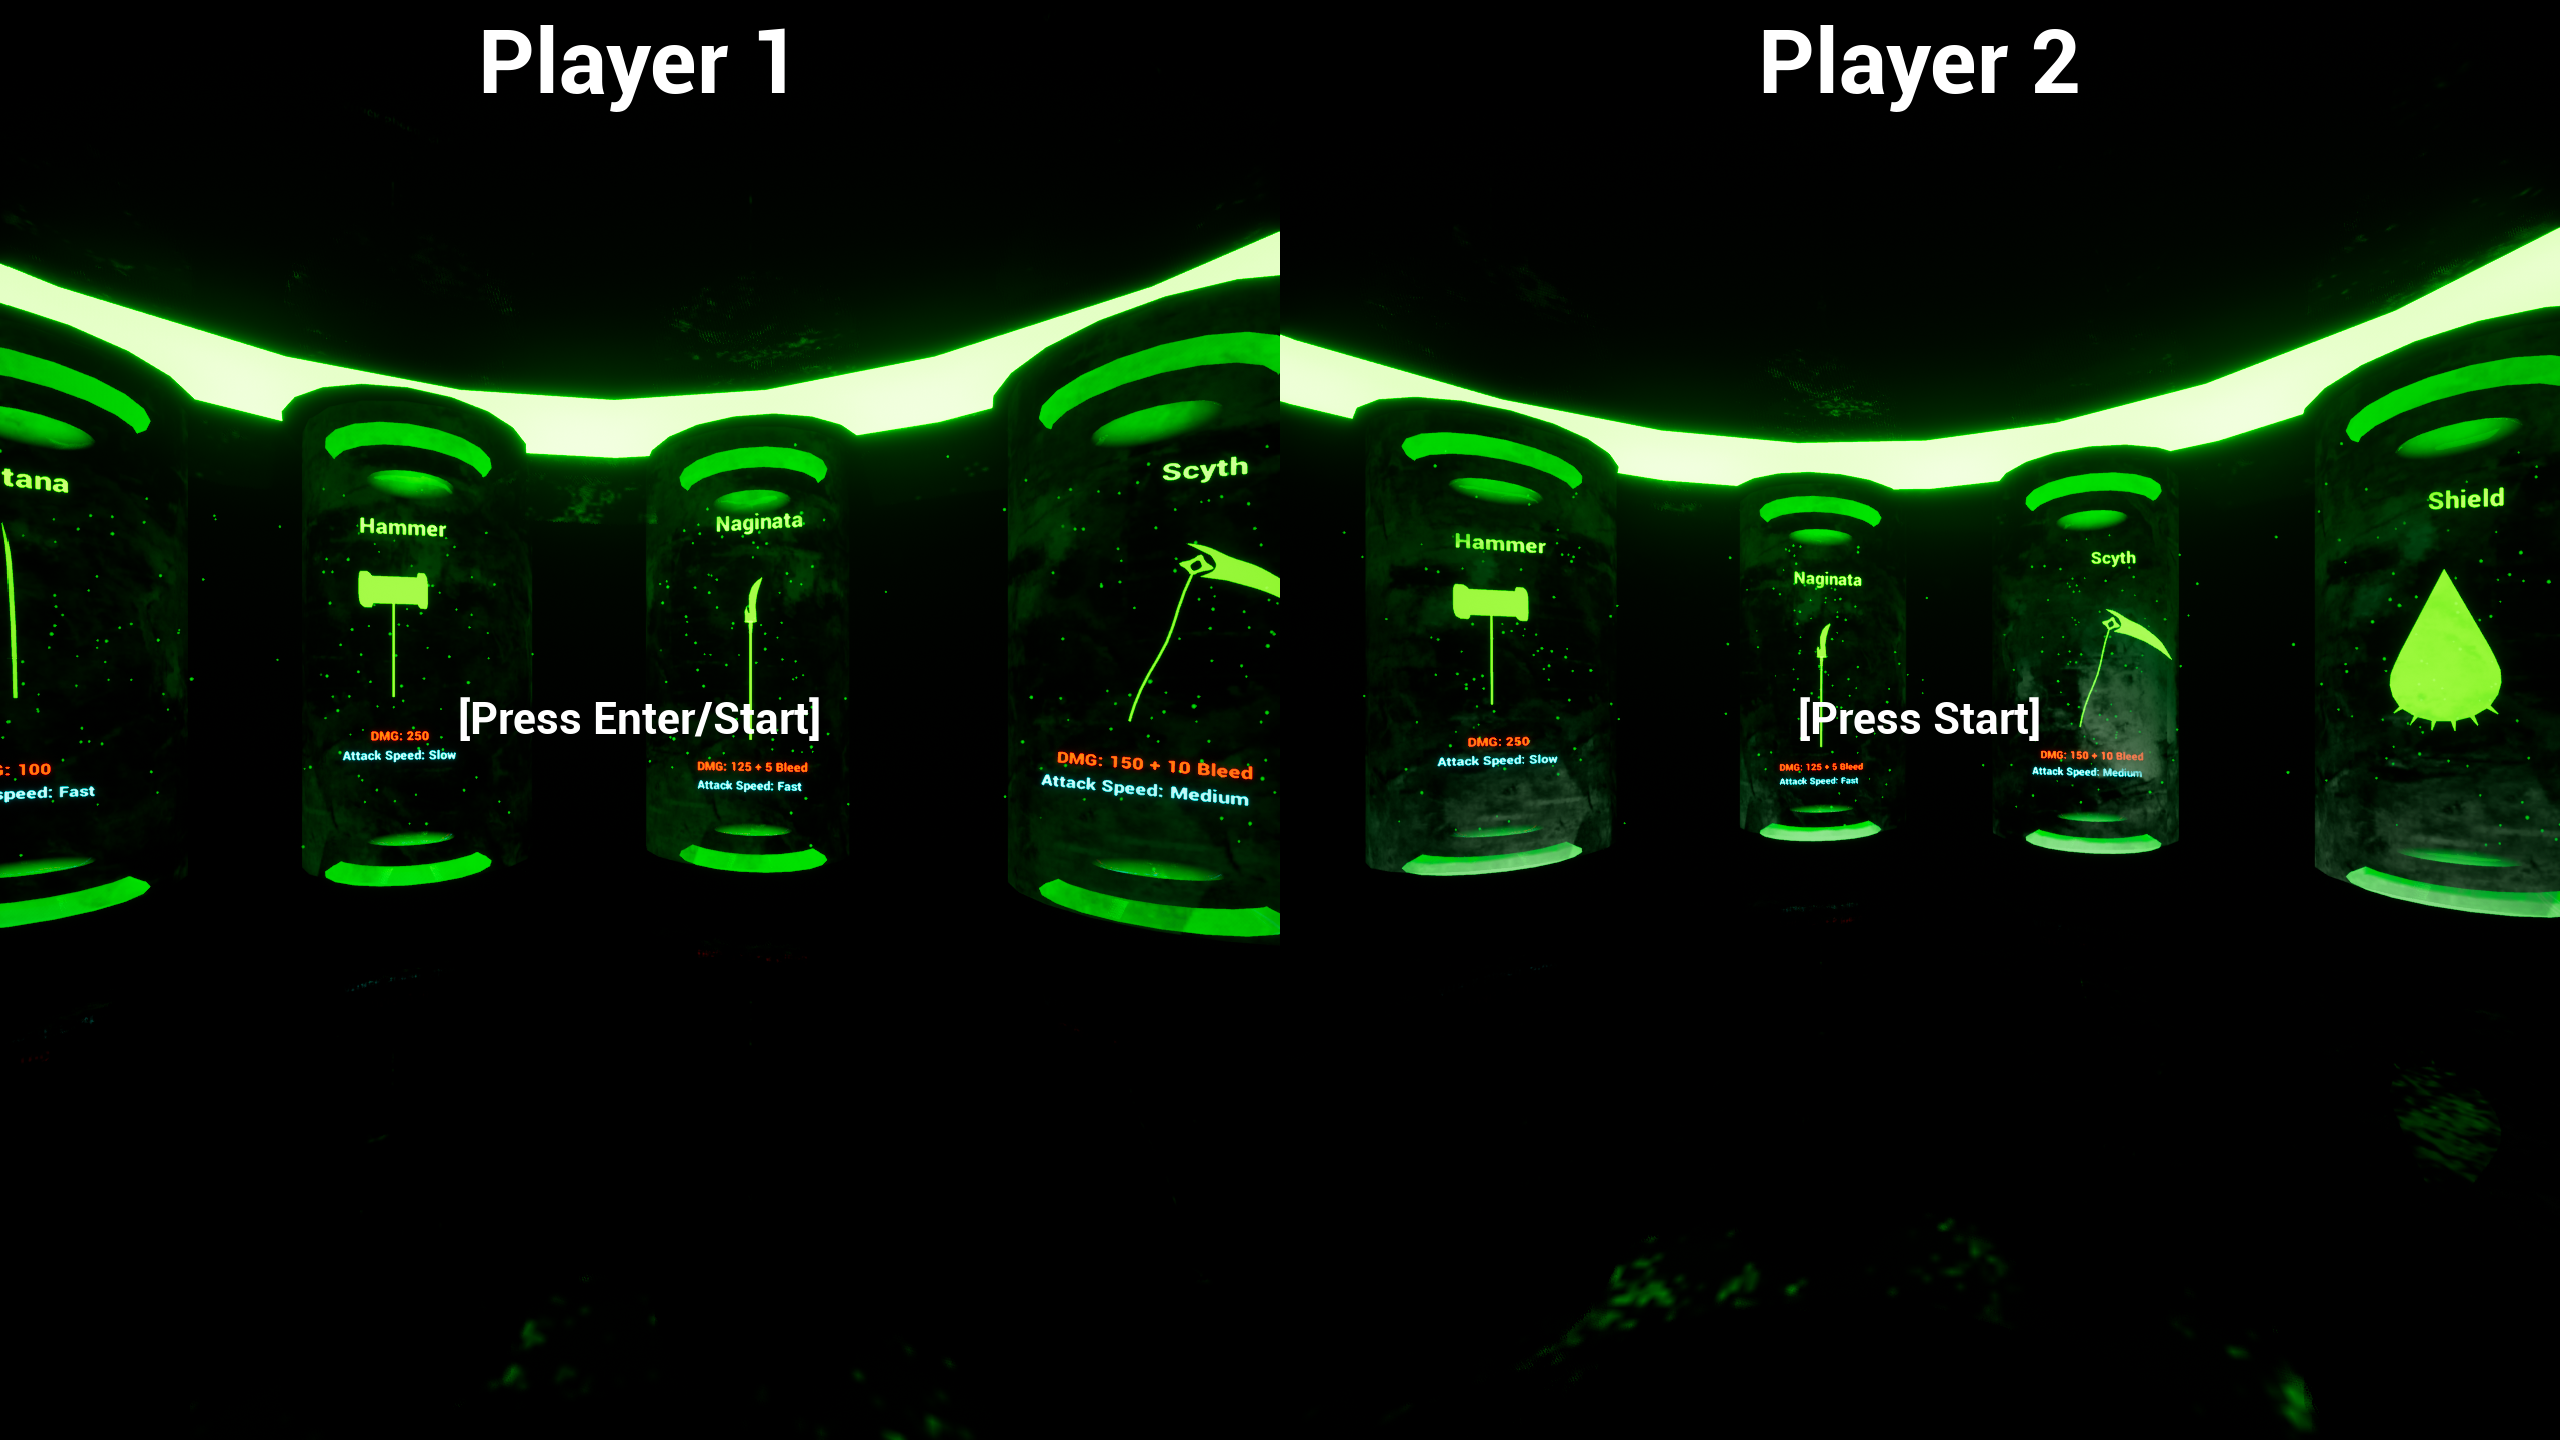 Player 1
tana
: 100
peed: Fast
Hammer
DMG: 250
Attack Speed: Slow
Naginata
DMG: 125 + 5 Bleed
Attack Speed: Fast
Scyth
DMG: 150 + 10 Bleed
Attack Speed: Medium
[Press Enter/Start]
Player 2
Hammer
DMG: 250
Attack Speed: Slow
Naginata
DMG: 125 + 5 Bleed
Attack Speed: Fast
Scyth
DMG: 150 + 10 Bleed
Attack Speed: Medium
Shield
[Press Start]